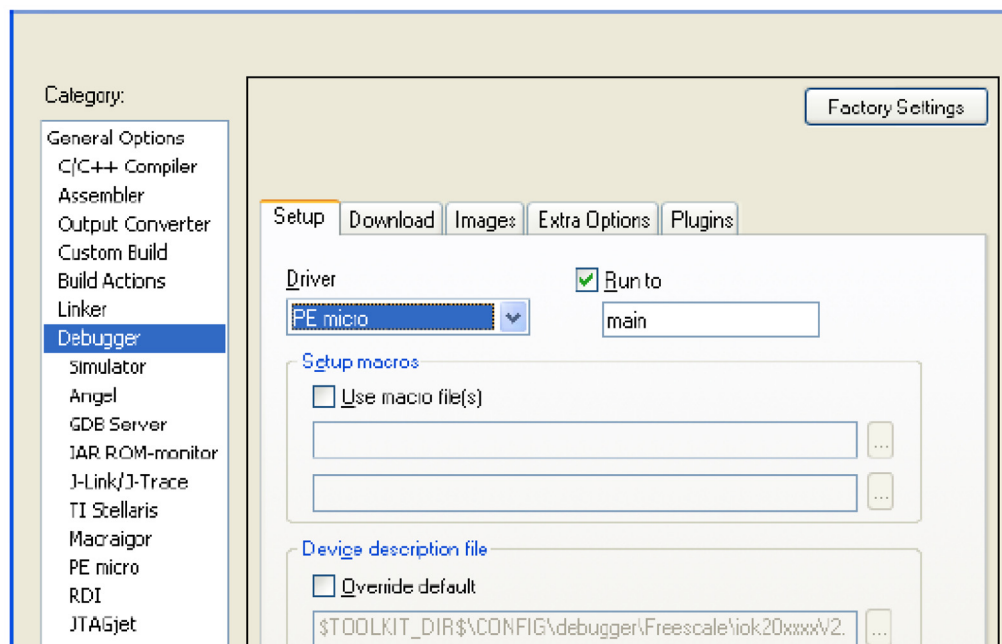 Category:
Factory Settings
General Options
C/C++ Compiler
Assembler
Output Converter
Custom Build
Build Actions
Linker
Debugger
Simulator
Angel
GDB Server
IAR ROM-monitor
J-Link/J-Trace
TI Stellaris
Macraigor
PE micro
RDI
JTAGjet
Setup
Download
Images
Extra Options
Plugins
Driver
Run to
PE micro
main
Setup macros
Use macro file(s)
...
...
Device description file
Override default
$TOOLKIT_DIR$\CONFIG\debugger\Freescale\iok20xxxxV2.
...